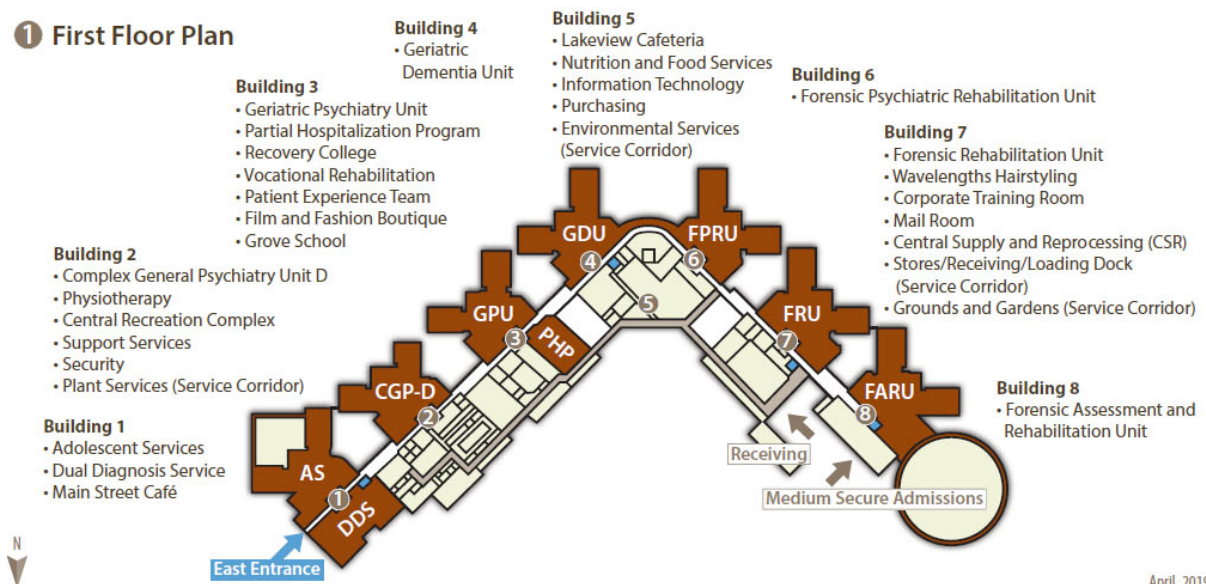 1 First Floor Plan
Building 1
• Adolescent Services
• Dual Diagnosis Service
• Main Street Café
Building 2
• Complex General Psychiatry Unit D
• Physiotherapy
• Central Recreation Complex
• Support Services
• Security
• Plant Services (Service Corridor)
Building 3
• Geriatric Psychiatry Unit
• Partial Hospitalization Program
• Recovery College
• Vocational Rehabilitation
• Patient Experience Team
• Film and Fashion Boutique
• Grove School
Building 4
• Geriatric
Dementia Unit
Building 5
• Lakeview Cafeteria
• Nutrition and Food Services
• Information Technology
• Purchasing
• Environmental Services
(Service Corridor)
Building 6
• Forensic Psychiatric Rehabilitation Unit
Building 7
• Forensic Rehabilitation Unit
• Wavelengths Hairstyling
• Corporate Training Room
• Mail Room
• Central Supply and Reprocessing (CSR)
• Stores/Receiving/Loading Dock
(Service Corridor)
• Grounds and Gardens (Service Corridor)
Building 8
• Forensic Assessment and
Rehabilitation Unit
GDU
4
FPRU
6
5
GPU
3
PHP
FRU
7
CGP-D
2
FARU
8
AS
1
DDS
Receiving
Medium Secure Admissions
East Entrance
N
April, 2019